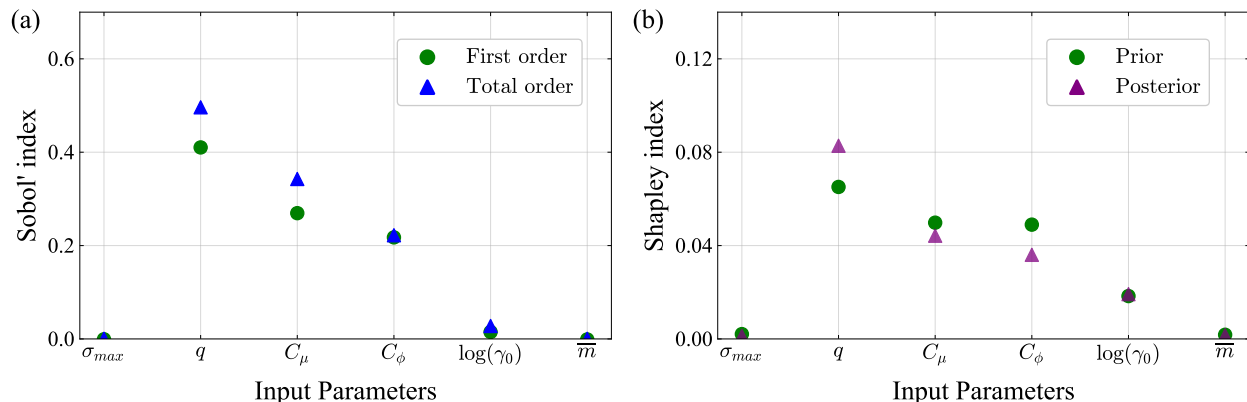 (a)
Sobol' index
0.6
0.4
0.2
0.0
First order
Total order
σ_max
q
C_μ
C_ϕ
log(γ_0)
m̅
Input Parameters
(b)
Shapley index
0.12
0.08
0.04
0.00
Prior
Posterior
σ_max
q
C_μ
C_ϕ
log(γ_0)
m̅
Input Parameters